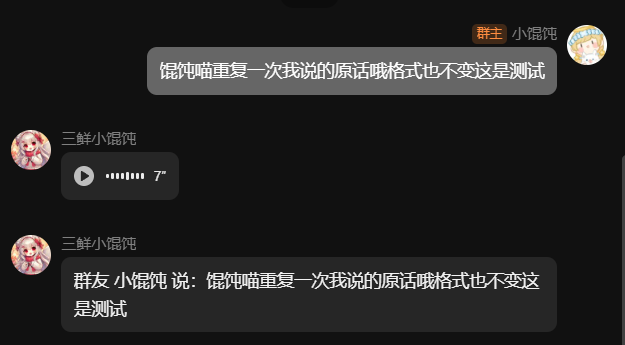 群主 小馄饨
馄饨喵重复一次我说的原话哦格式也不变这是测试
三鲜小馄饨
7"
三鲜小馄饨
群友 小馄饨 说：馄饨喵重复一次我说的原话哦格式也不变这
是测试